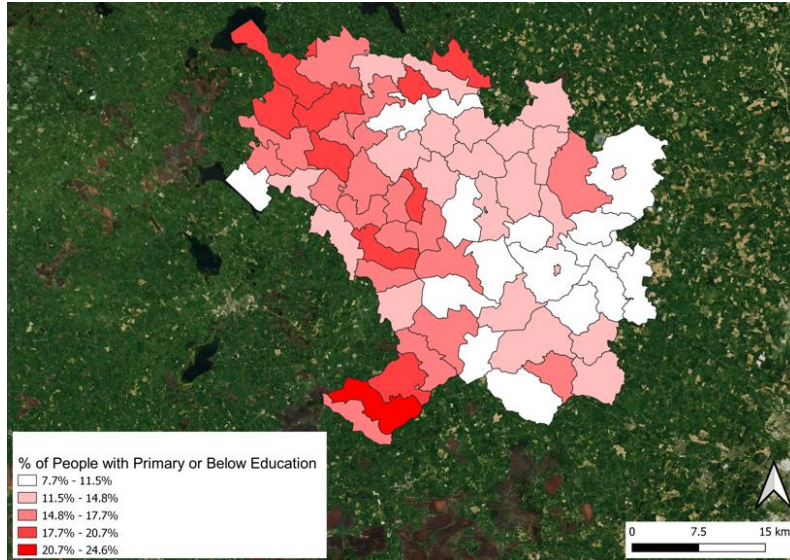 % of People with Primary or Below Education
7.7% - 11.5%
11.5% - 14.8%
14.8% - 17.7%
17.7% - 20.7%
20.7% - 24.6%
0 7.5 15 km